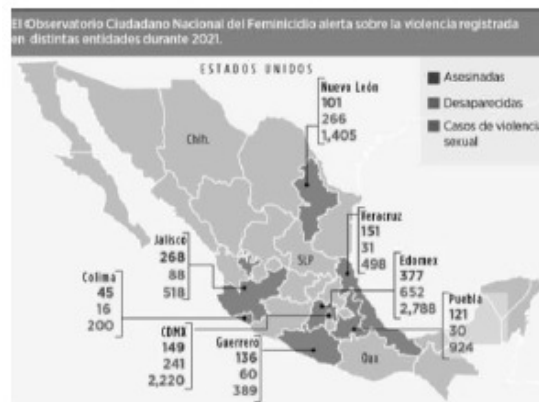 El Observatorio Ciudadano Nacional del Feminicidio alerta sobre la violencia registrada
en distintas entidades durante 2021.
ESTADOS UNIDOS
Asesinadas
Desaparecidas
Casos de violencia
sexual
Nuevo León
101
266
1,405
Chih.
Veracruz
151
31
498
Jalisco
268
88
518
SLP
Edomex
377
652
2,788
Colima
45
16
200
Puebla
121
30
924
CDMX
149
241
2,220
Guerrero
136
60
389
Oax